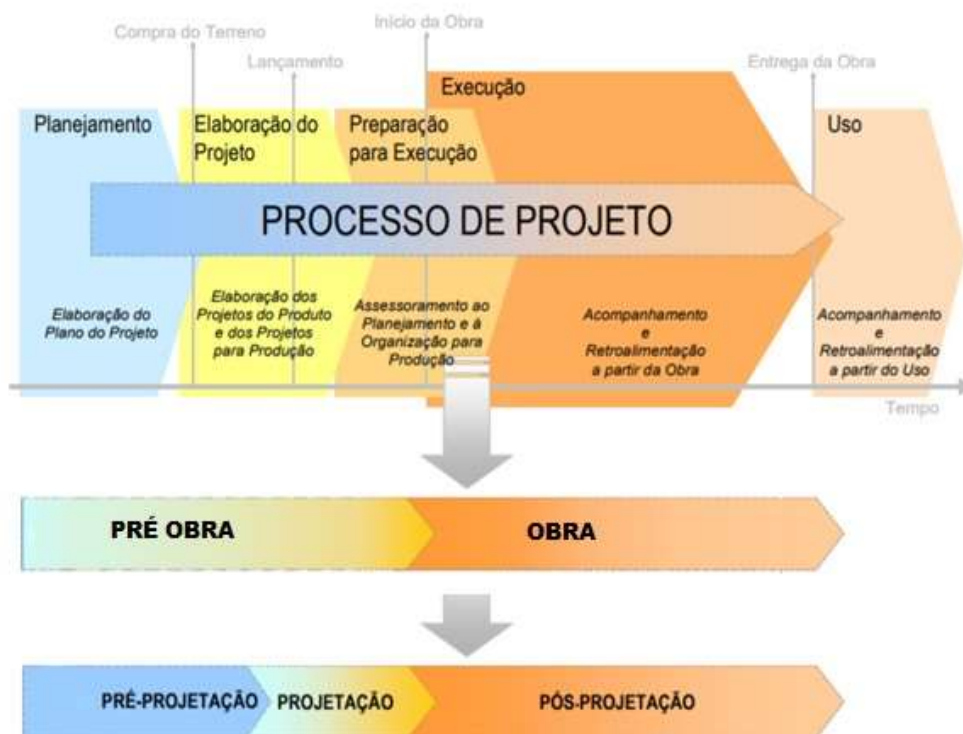 Início da Obra
Compra do Terreno
Lançamento
Entrega da Obra
Execução
Planejamento
Elaboração do
Projeto
Preparação
para Execução
Uso
PROCESSO DE PROJETO
Elaboração do
Plano do Projeto
Elaboração dos
Projetos do Produto
e dos Projetos
para Produção
Assessoramento ao
Planejamento e à
Organização para
Produção
Acompanhamento
e
Retroalimentação
a partir da Obra
Acompanhamento
e
Retroalimentação
a partir do Uso
Tempo
PRÉ OBRA
OBRA
PRÉ-PROJETAÇÃO
PROJETAÇÃO
PÓS-PROJETAÇÃO